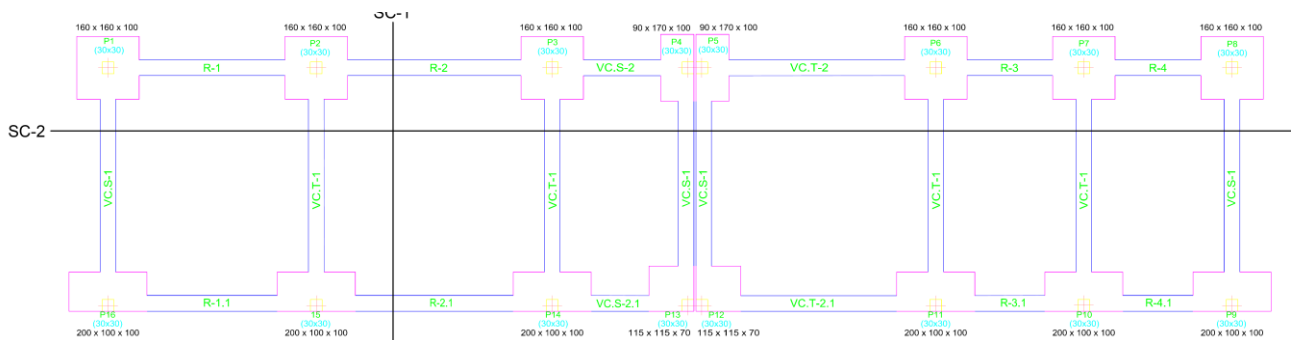 SC-1
160 x 160 x 100 160 x 160 x 100 160 x 160 x 100 90 x 170 x 100 90 x 170 x 100 160 x 160 x 100 160 x 160 x 100 160 x 160 x 100
P1 P2 P3 P4 P5 P6 P7 P8
(30x30) (30x30) (30x30) (30x30) (30x30) (30x30) (30x30) (30x30)
R-1 R-2 VC.S-2 VC.T-2 R-3 R-4
SC-2
VC.S-1 VC.T-1 VC.T-1 VC.S-1 VC.S-1 VC.T-1 VC.T-1 VC.S-1
R-1.1 R-2.1 VC.S-2.1 VC.T-2.1 R-3.1 R-4.1
P16 15 P14 P13 P12 P11 P10 P9
(30x30) (30x30) (30x30) (30x30) (30x30) (30x30) (30x30) (30x30)
200 x 100 x 100 200 x 100 x 100 200 x 100 x 100 115 x 115 x 70 115 x 115 x 70 200 x 100 x 100 200 x 100 x 100 200 x 100 x 100